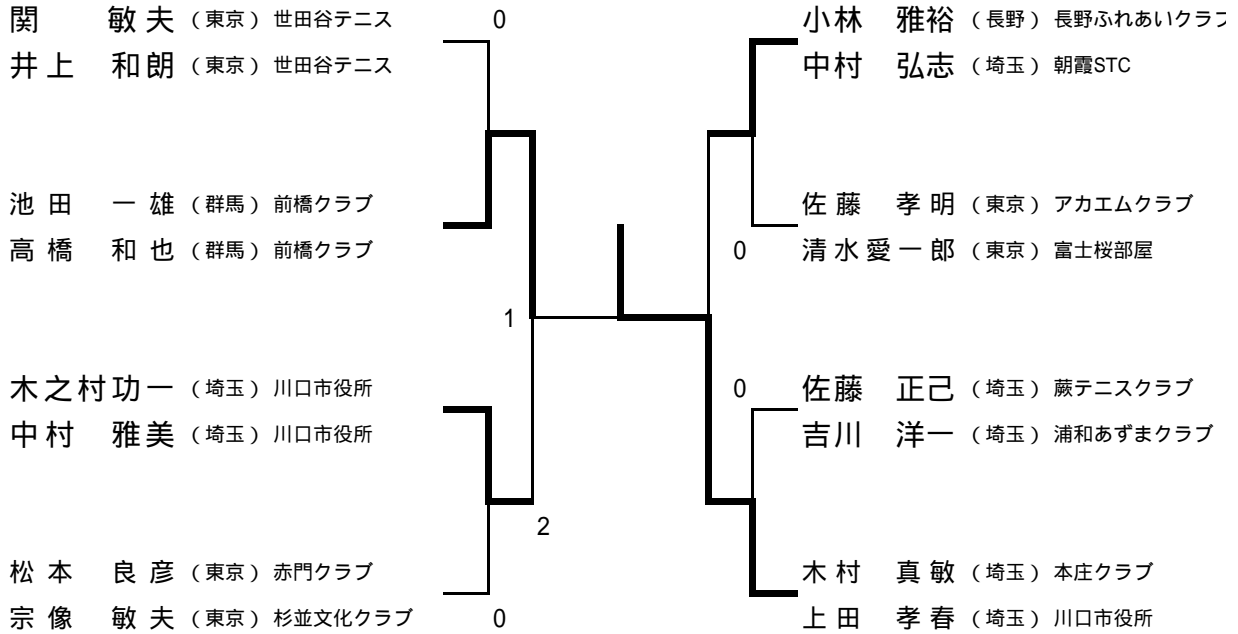 関 敏夫 (東京) 世田谷テニス 0
井上 和朗 (東京) 世田谷テニス
池田 一雄 (群馬) 前橋クラブ
高橋 和也 (群馬) 前橋クラブ
1
木之村功一 (埼玉) 川口市役所
中村 雅美 (埼玉) 川口市役所
2
松本 良彦 (東京) 赤門クラブ
宗像 敏夫 (東京) 杉並文化クラブ 0
小林 雅裕 (長野) 長野ふれあいクラブ
中村 弘志 (埼玉) 朝霞STC
佐藤 孝明 (東京) アカエムクラブ
0 清水愛一郎 (東京) 富士桜部屋
0 佐藤 正己 (埼玉) 蕨テニスクラブ
吉川 洋一 (埼玉) 浦和あずまクラブ
木村 真敏 (埼玉) 本庄クラブ
上田 孝春 (埼玉) 川口市役所